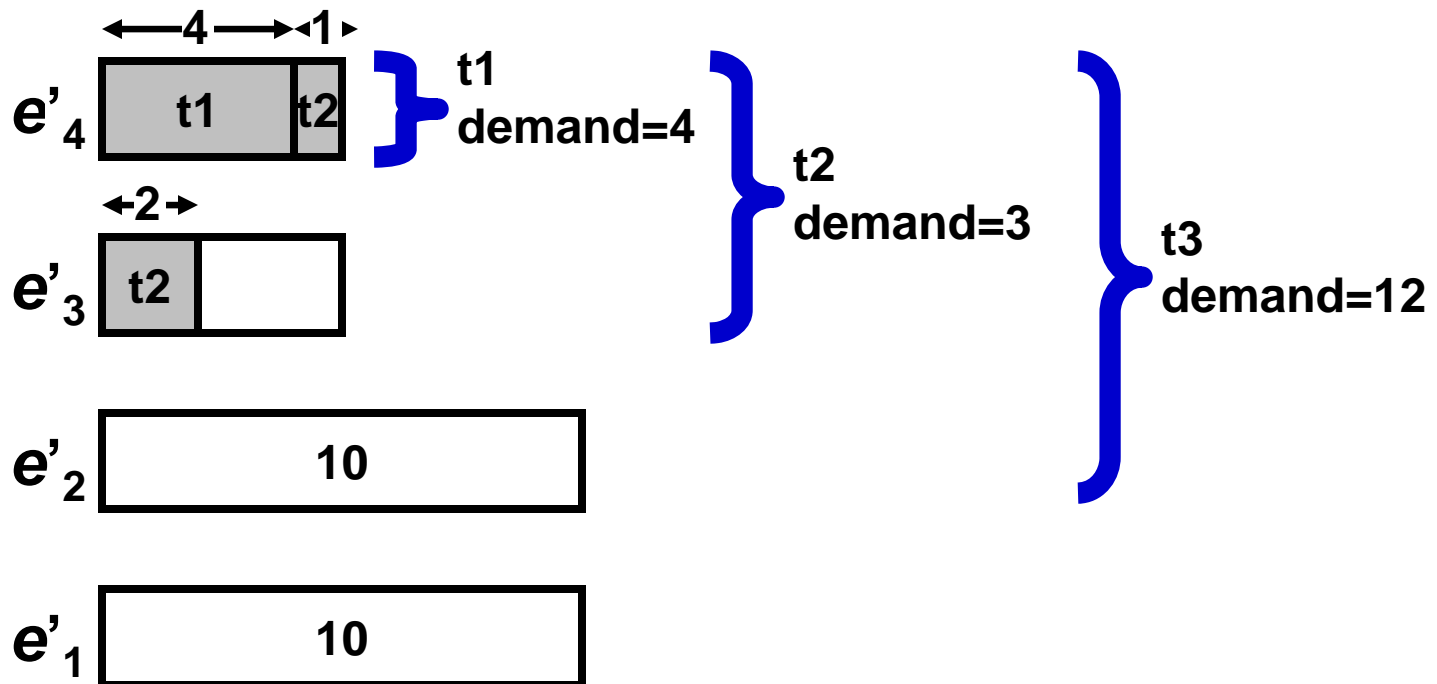 4 1
e'4 t1 t2
t1
demand=4
2
e'3 t2
t2
demand=3
t3
demand=12
e'2 10
e'1 10